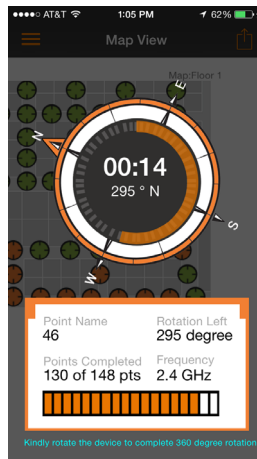 AT&T 1:05 PM 62%
Map View
Map:Floor 1
E
N
00:14
295 ° N
S
W
Point Name Rotation Left
46 295 degree
Points Completed Frequency
130 of 148 pts 2.4 GHz
Kindly rotate the device to complete 360 degree rotation